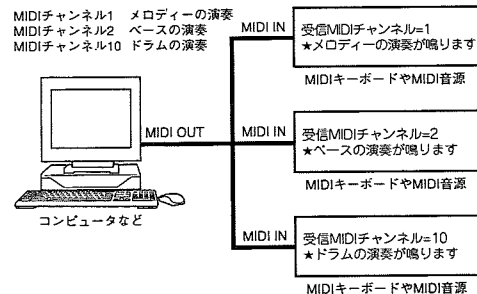 MIDIチャンネル1　メロディーの演奏
MIDIチャンネル2　ベースの演奏
MIDIチャンネル10　ドラムの演奏
MIDI OUT
コンピュータなど
MIDI IN
受信MIDIチャンネル=1
★メロディーの演奏が鳴ります
MIDIキーボードやMIDI音源
MIDI IN
受信MIDIチャンネル=2
★ベースの演奏が鳴ります
MIDIキーボードやMIDI音源
MIDI IN
受信MIDIチャンネル=10
★ドラムの演奏が鳴ります
MIDIキーボードやMIDI音源